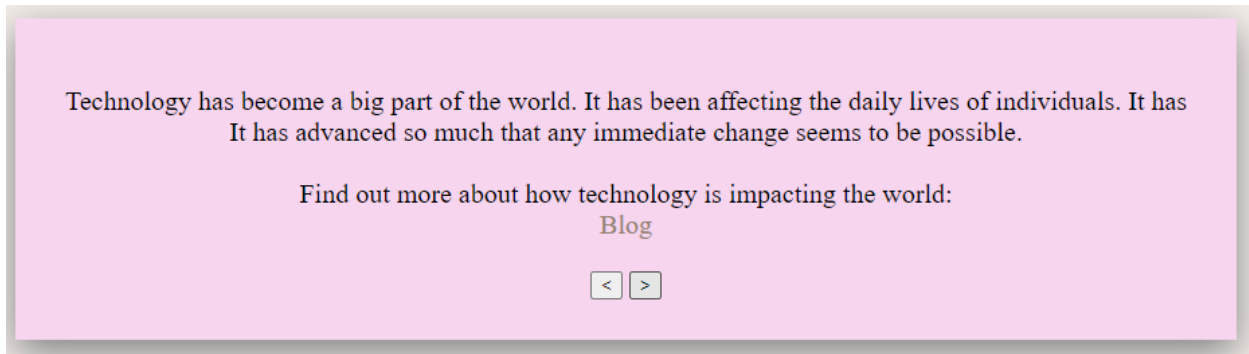 Technology has become a big part of the world. It has been affecting the daily lives of individuals. It has
It has advanced so much that any immediate change seems to be possible.
Find out more about how technology is impacting the world:
Blog
< >